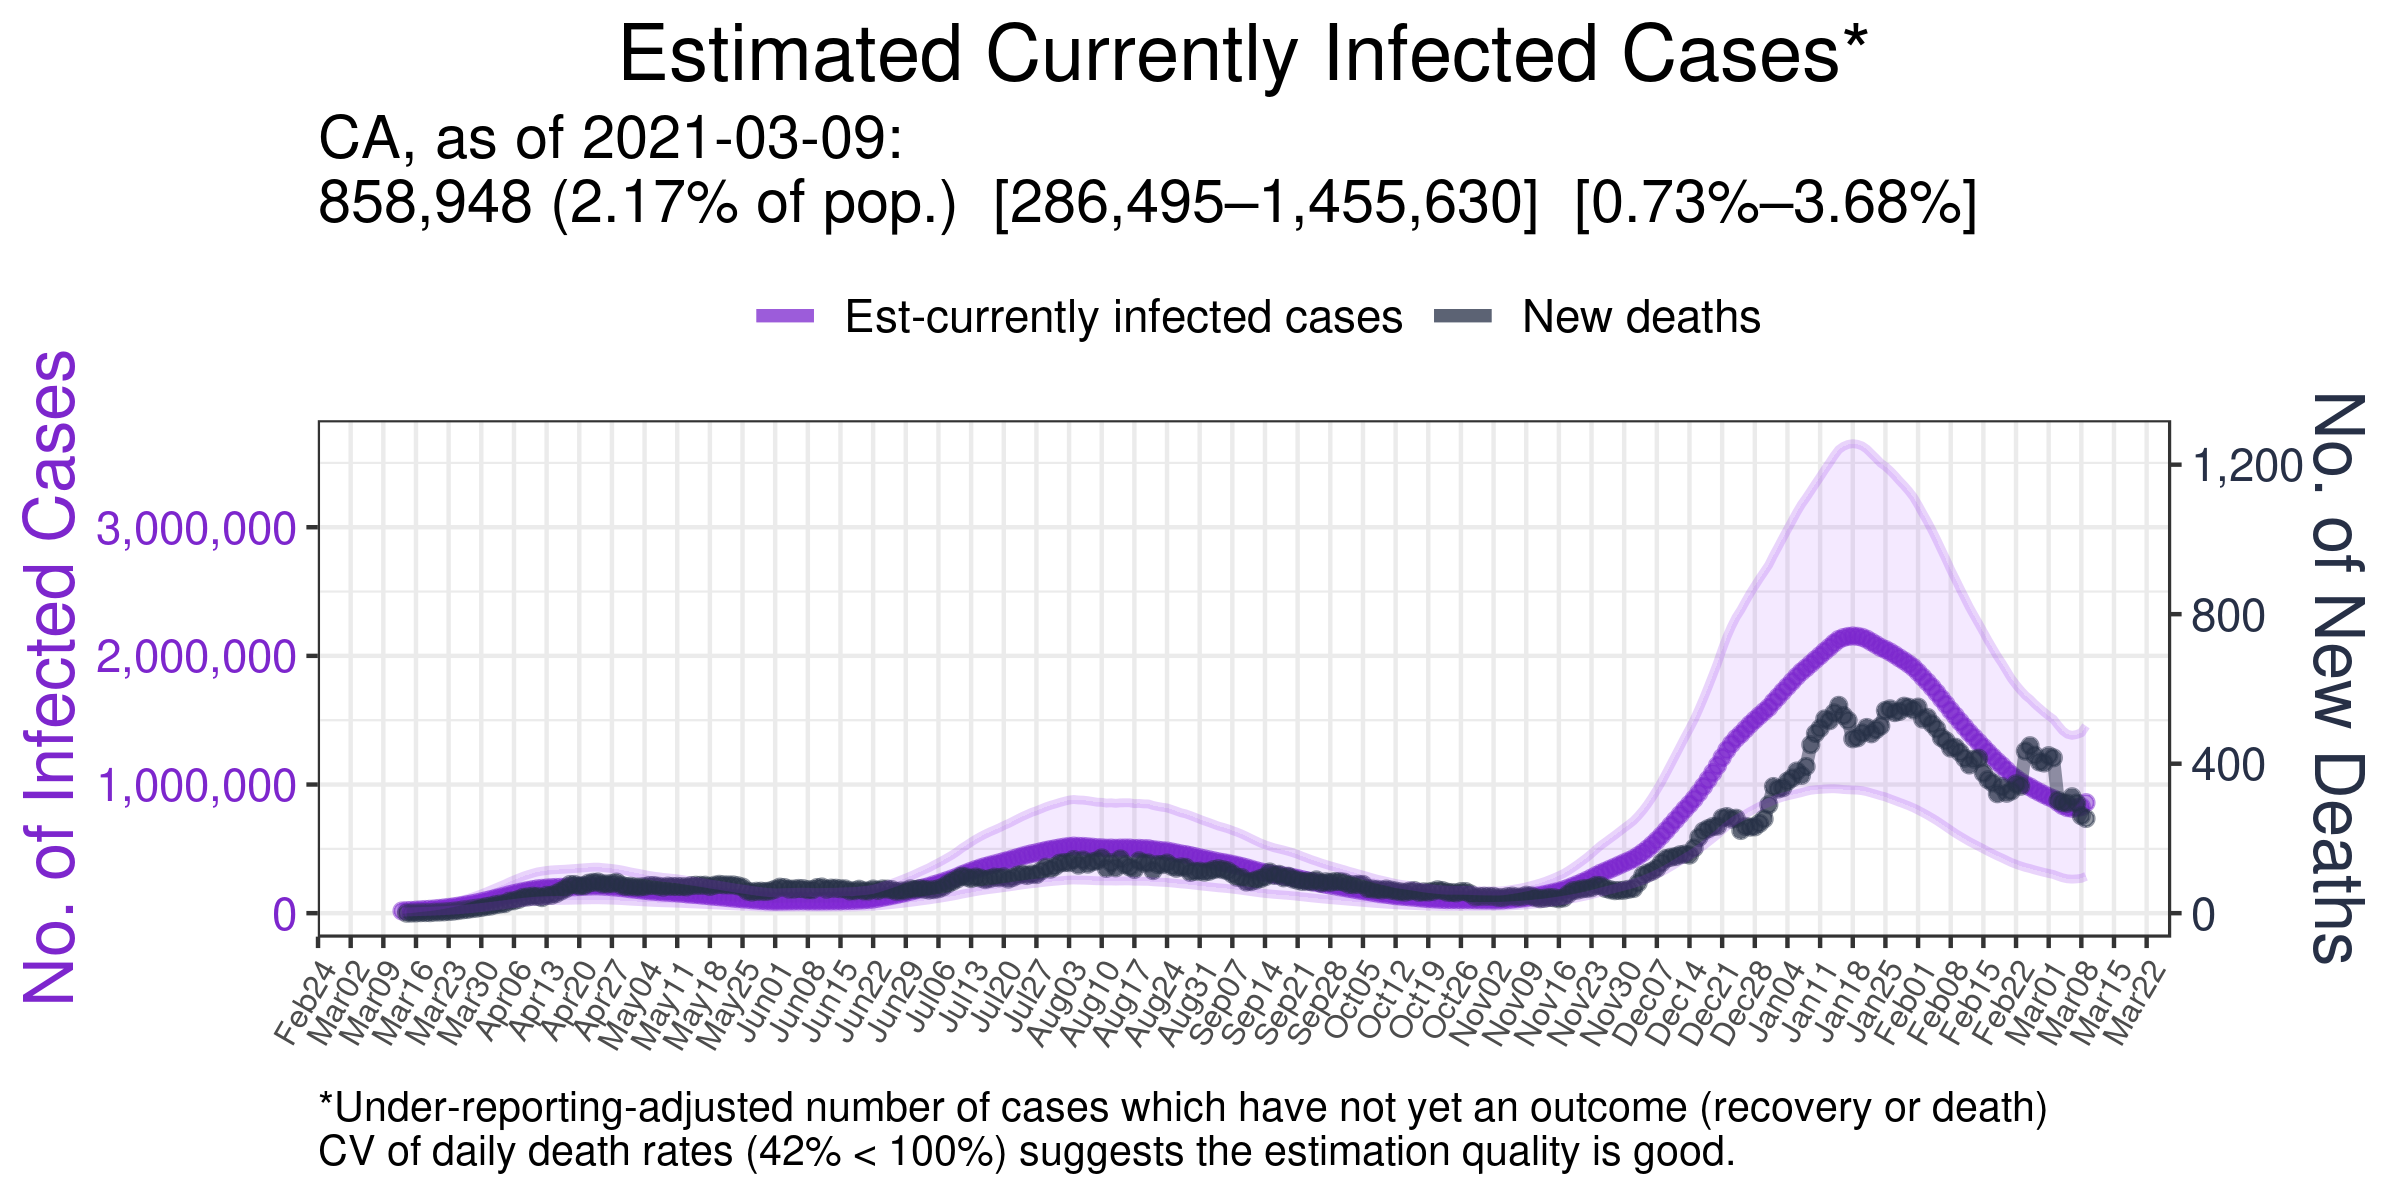 Estimated Currently Infected Cases*
CA, as of 2021-03-09:
858,948 (2.17% of pop.) [286,495–1,455,630] [0.73%–3.68%]
Est-currently infected cases
New deaths
No. of Infected Cases
3,000,000
2,000,000
1,000,000
0
No. of New Deaths
1,200
800
400
0
Feb24
Mar02
Mar09
Mar16
Mar23
Mar30
Apr06
Apr13
Apr20
Apr27
May04
May11
May18
May25
Jun01
Jun08
Jun15
Jun22
Jun29
Jul06
Jul13
Jul20
Jul27
Aug03
Aug10
Aug17
Aug24
Aug31
Sep07
Sep14
Sep21
Sep28
Oct05
Oct12
Oct19
Oct26
Nov02
Nov09
Nov16
Nov23
Nov30
Dec07
Dec14
Dec21
Dec28
Jan04
Jan11
Jan18
Jan25
Feb01
Feb08
Feb15
Feb22
Mar01
Mar08
Mar15
Mar22
*Under-reporting-adjusted number of cases which have not yet an outcome (recovery or death)
CV of daily death rates (42% < 100%) suggests the estimation quality is good.